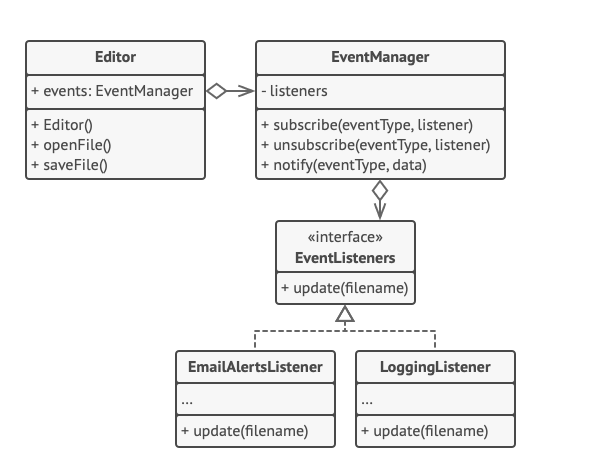 Editor
+ events: EventManager
+ Editor()
+ openFile()
+ saveFile()
EventManager
- listeners
+ subscribe(eventType, listener)
+ unsubscribe(eventType, listener)
+ notify(eventType, data)
«interface»
EventListeners
+ update(filename)
EmailAlertsListener
...
+ update(filename)
LoggingListener
...
+ update(filename)